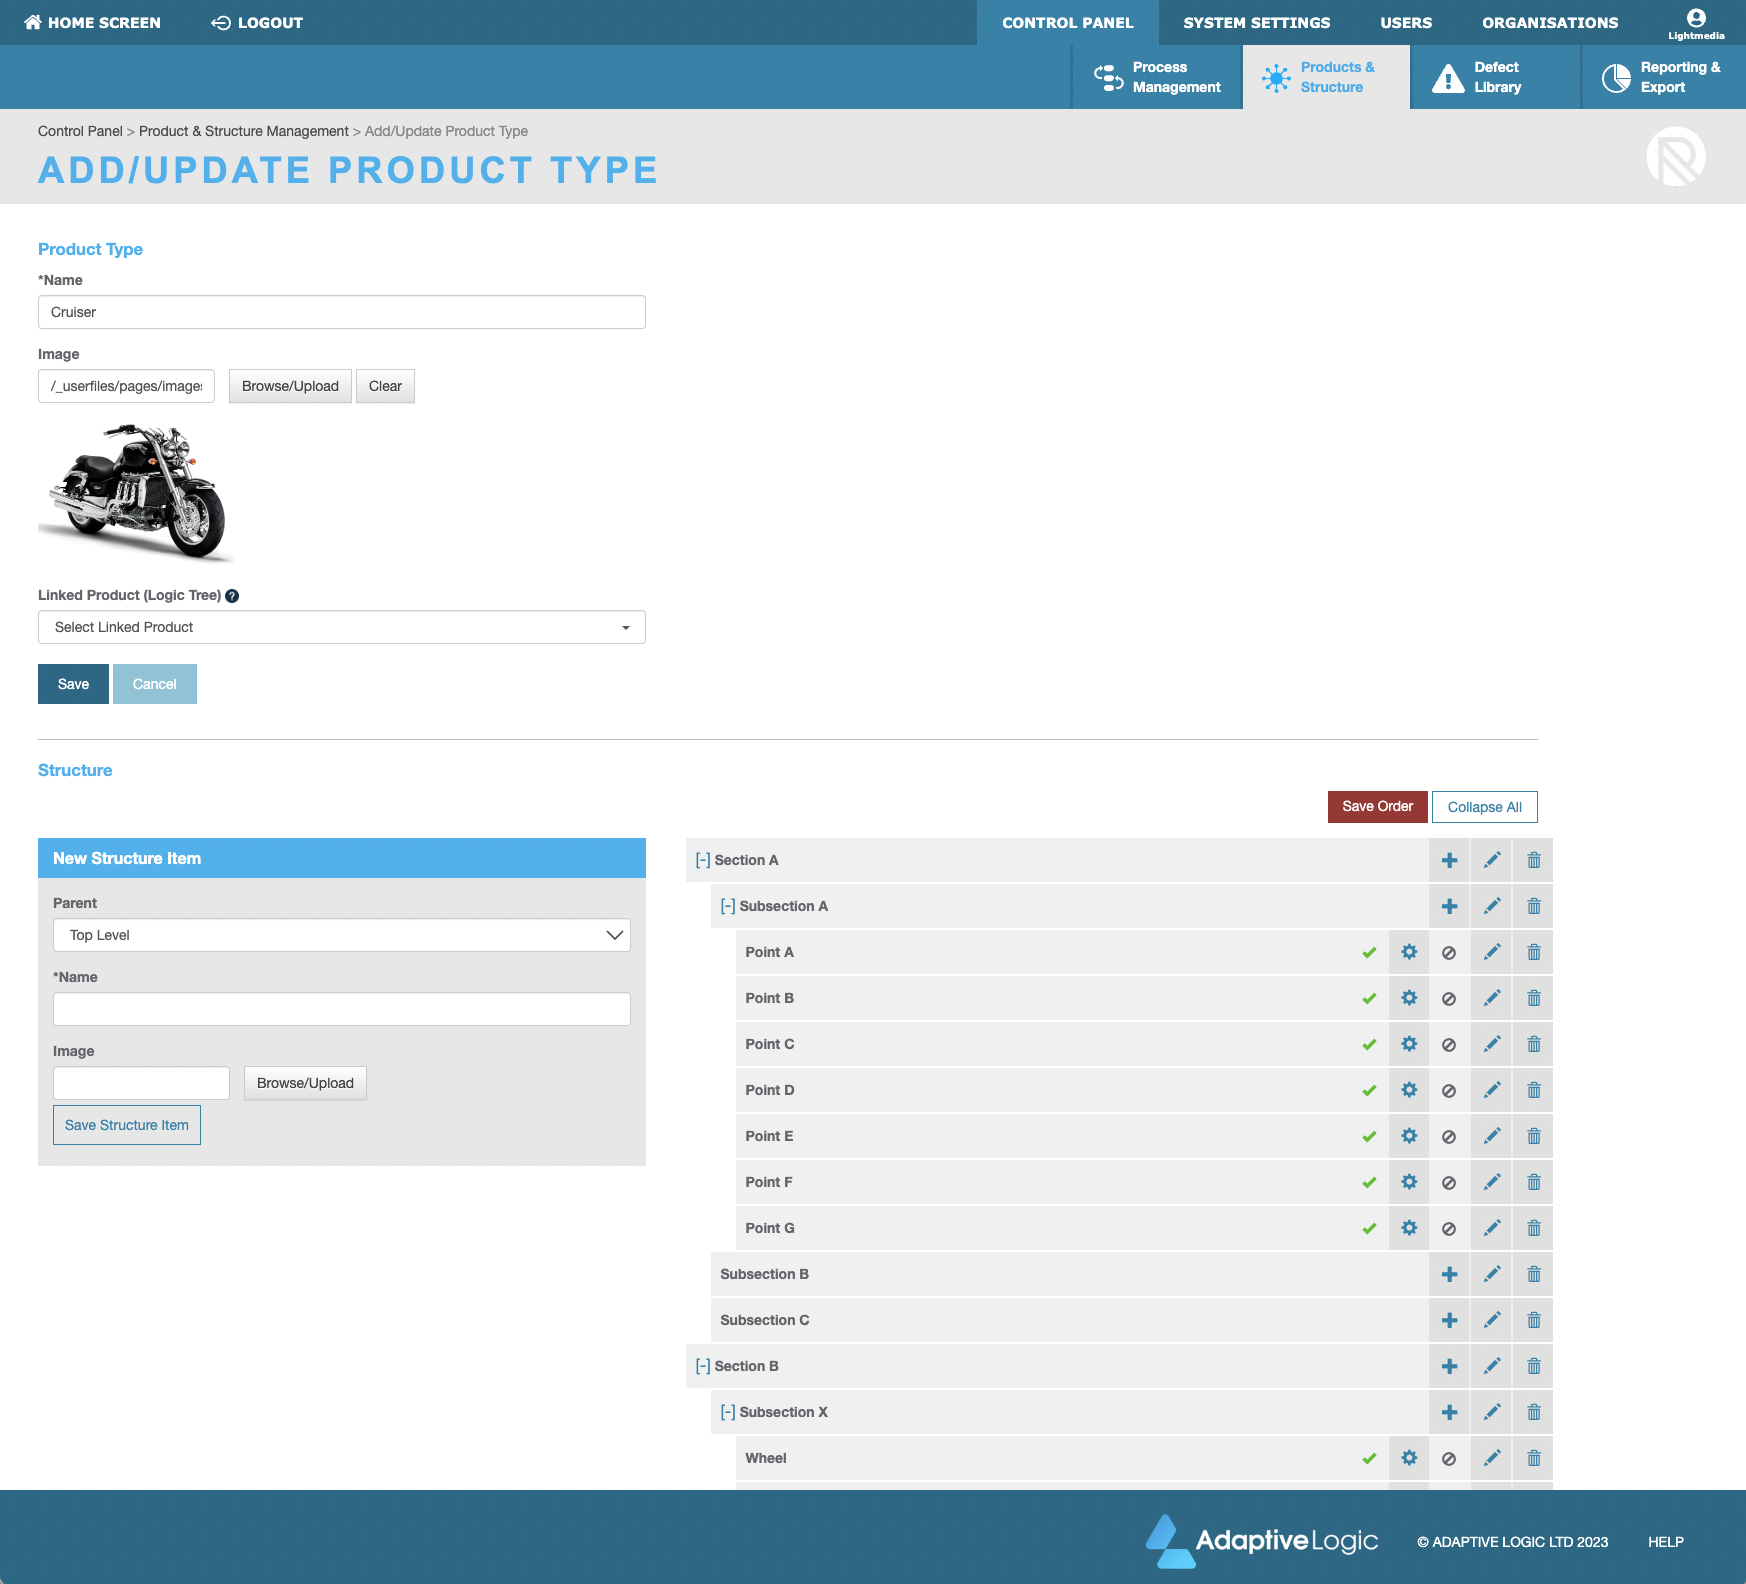 HOME SCREEN
LOGOUT
CONTROL PANEL
SYSTEM SETTINGS
USERS
ORGANISATIONS
Lightmedia
Process
Management
Products &
Structure
Defect
Library
Reporting &
Export
Control Panel > Product & Structure Management > Add/Update Product Type
ADD/UPDATE PRODUCT TYPE
Product Type
*Name
Cruiser
Image
/_userfiles/pages/images
Browse/Upload
Clear
Linked Product (Logic Tree) ?
Select Linked Product
Save
Cancel
Structure
Save Order
Collapse All
New Structure Item
Parent
Top Level
*Name
Image
Browse/Upload
Save Structure Item
[-] Section A
[-] Subsection A
Point A
Point B
Point C
Point D
Point E
Point F
Point G
Subsection B
Subsection C
[-] Section B
[-] Subsection X
Wheel
AdaptiveLogic
© ADAPTIVE LOGIC LTD 2023
HELP